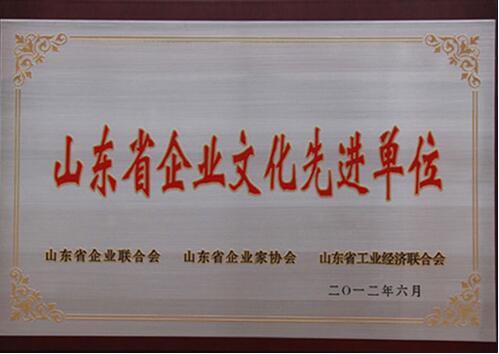 山东省企业文化先进单位
山东省企业联合会 山东省企业家协会 山东省工业经济联合会
二〇一二年六月